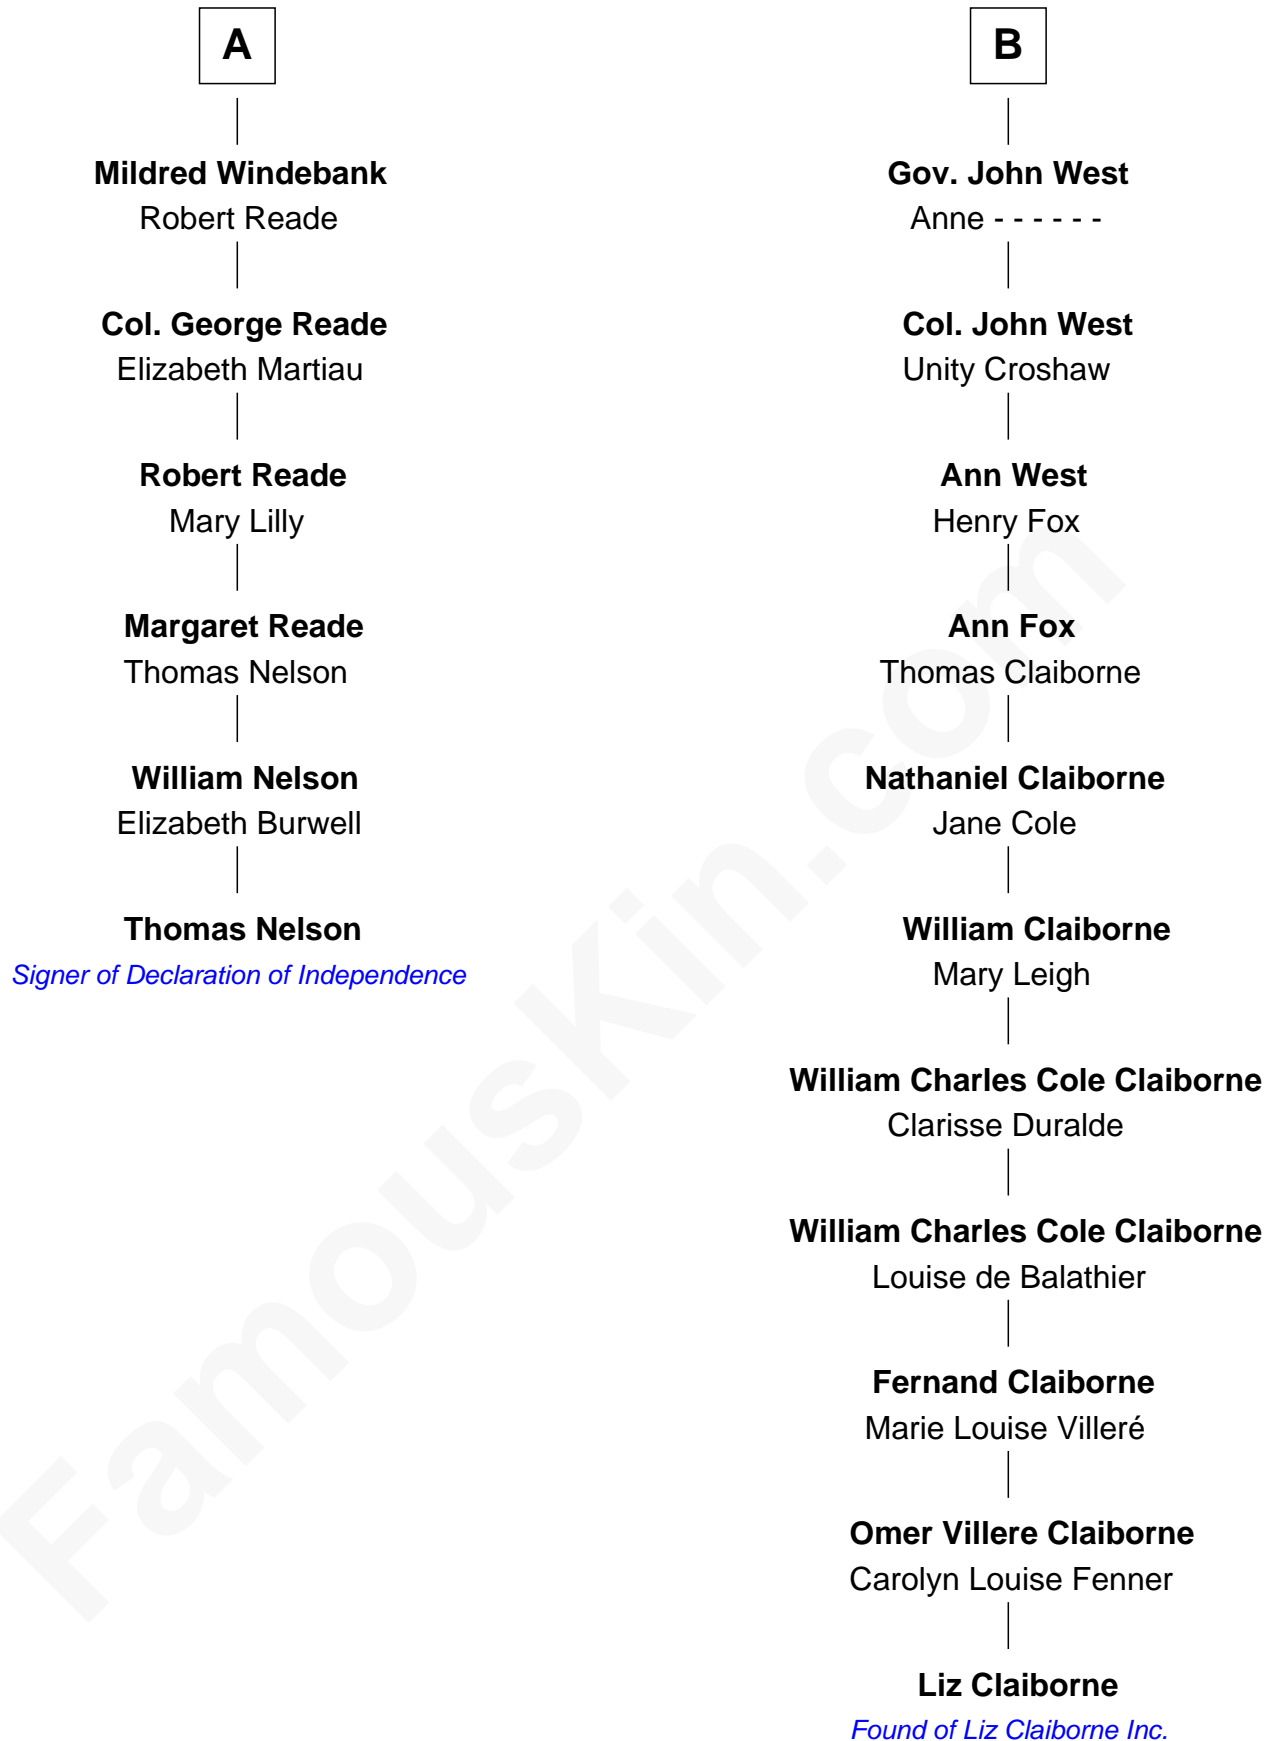 A
Mildred Windebank
Robert Reade
Col. George Reade
Elizabeth Martiau
Robert Reade
Mary Lilly
Margaret Reade
Thomas Nelson
William Nelson
Elizabeth Burwell
Thomas Nelson
Signer of Declaration of Independence
B
Gov. John West
Anne - - - - - -
Col. John West
Unity Croshaw
Ann West
Henry Fox
Ann Fox
Thomas Claiborne
Nathaniel Claiborne
Jane Cole
William Claiborne
Mary Leigh
William Charles Cole Claiborne
Clarisse Duralde
William Charles Cole Claiborne
Louise de Balathier
Fernand Claiborne
Marie Louise Villeré
Omer Villere Claiborne
Carolyn Louise Fenner
Liz Claiborne
Found of Liz Claiborne Inc.
FamousKin.com